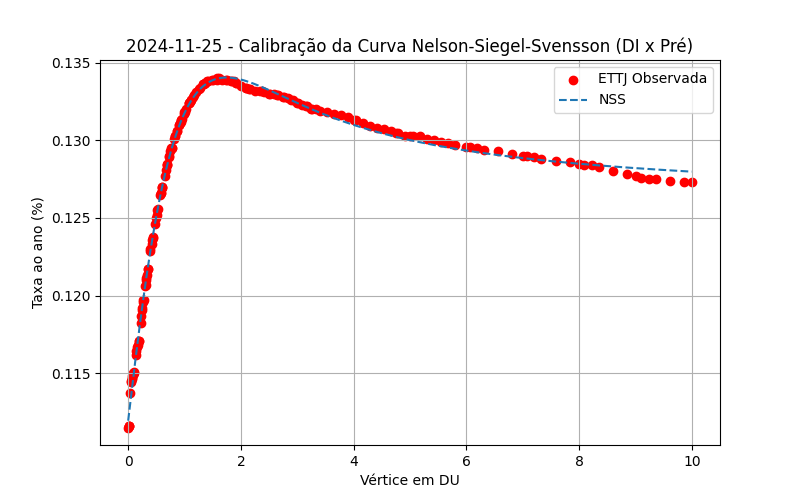 2024-11-25 - Calibração da Curva Nelson-Siegel-Svensson (DI x Pré)
ETTJ Observada
NSS
Taxa ao ano (%)
0.135
0.130
0.125
0.120
0.115
0
2
4
6
8
10
Vértice em DU